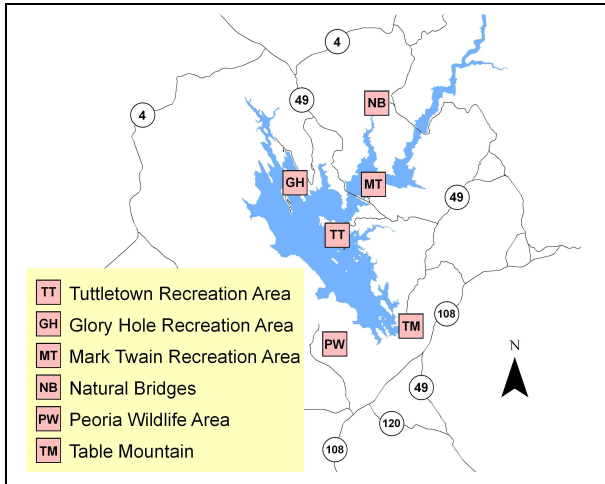 4
49
NB
4
GH
MT
49
TT
TT Tuttletown Recreation Area
GH Glory Hole Recreation Area
MT Mark Twain Recreation Area
NB Natural Bridges
PW Peoria Wildlife Area
TM Table Mountain
108
TM
PW
N
49
120
108